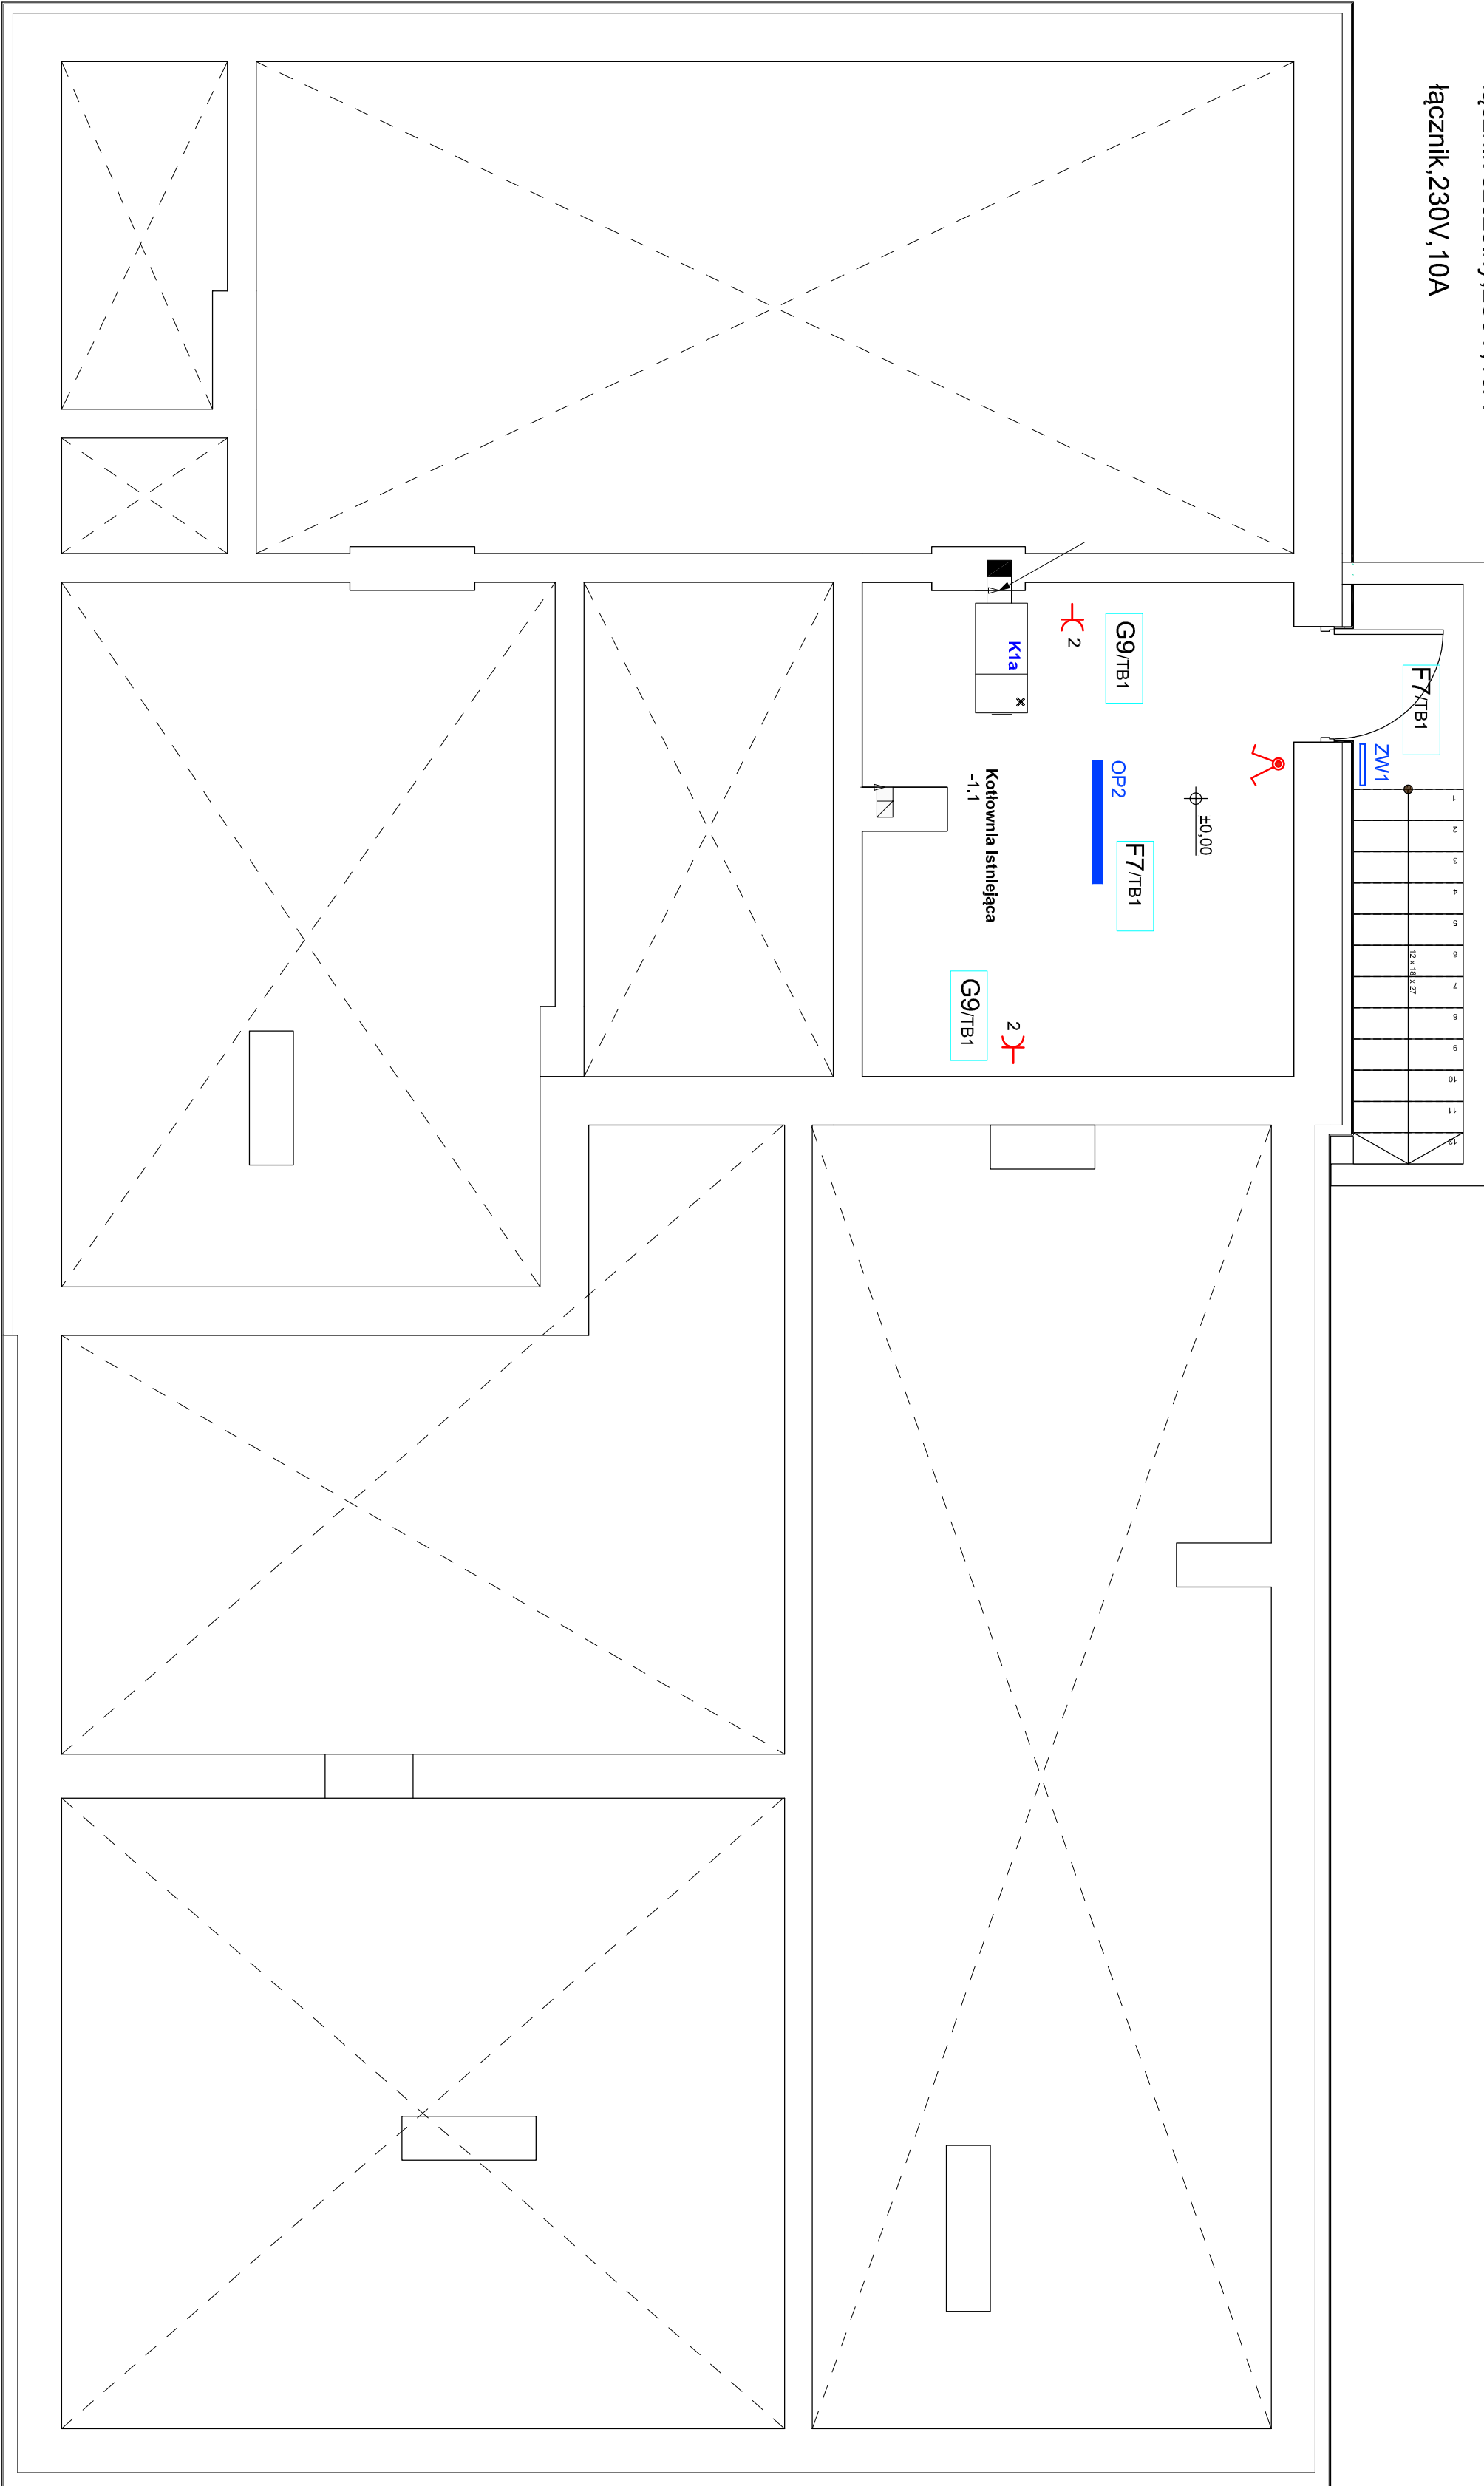 łącznik,230V,10A
F7/TB1
ZW1
1
2
3
4
5
6
7
8
9
10
11
12
12 x 18 x 27
±0,00
F7/TB1
OP2
G9/TB1
2
K1a
Kotłownia istniejąca
-1.1
2
G9/TB1